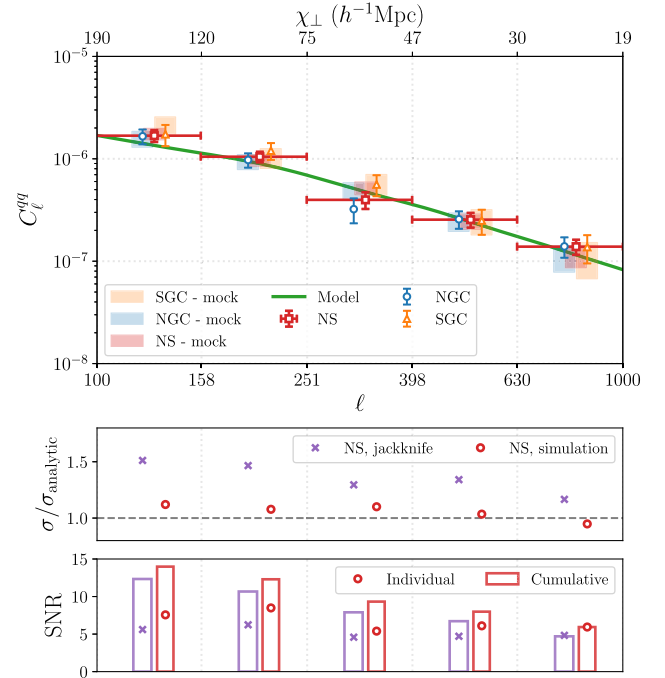 χ⊥ (h⁻¹Mpc)
190 120 75 47 30 19
10⁻⁵
10⁻⁶
10⁻⁷
10⁻⁸
C_ℓ^{qq}
SGC - mock Model NGC
NGC - mock NS SGC
NS - mock
100 158 251 398 630 1000
ℓ
σ/σ_analytic
1.5
1.0
NS, jackknife NS, simulation
SNR
15
10
5
0
Individual Cumulative